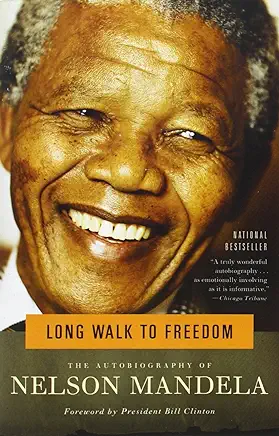 NATIONAL
BESTSELLER
"A truly wonderful
autobiography . . .
as emotionally involving
as it is informative."
—Chicago Tribune
LONG WALK TO FREEDOM
THE AUTOBIOGRAPHY OF
NELSON MANDELA
Foreword by President Bill Clinton